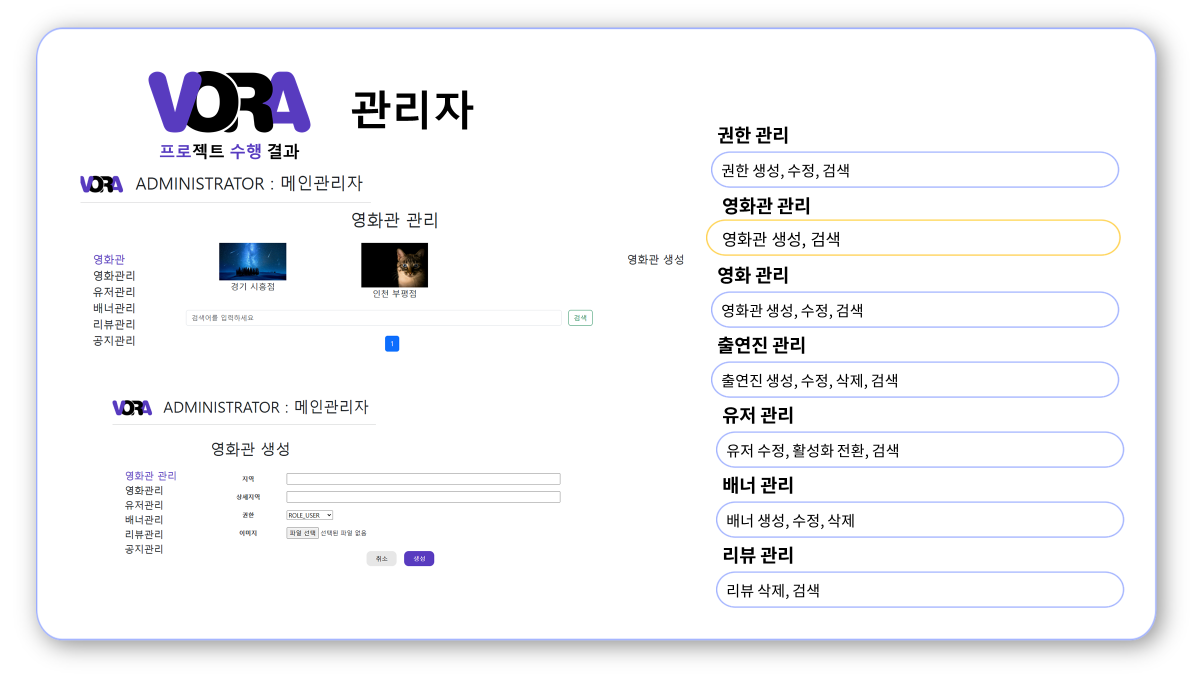 VORA
관리자
프로젝트 수행 결과
VORA ADMINISTRATOR : 메인관리자
영화관 관리
영화관
영화관리
유저관리
배너관리
리뷰관리
공지관리
경기 시흥점
인천 부평점
영화관 생성
검색어를 입력하세요
검색
1
VORA ADMINISTRATOR : 메인관리자
영화관 생성
영화관 관리
영화관리
유저관리
배너관리
리뷰관리
공지관리
지역
상세지역
권한
ROLE_USER
이미지
파일 선택 선택된 파일 없음
취소
생성
권한 관리
권한 생성, 수정, 검색
영화관 관리
영화관 생성, 검색
영화 관리
영화관 생성, 수정, 검색
출연진 관리
출연진 생성, 수정, 삭제, 검색
유저 관리
유저 수정, 활성화 전환, 검색
배너 관리
배너 생성, 수정, 삭제
리뷰 관리
리뷰 삭제, 검색